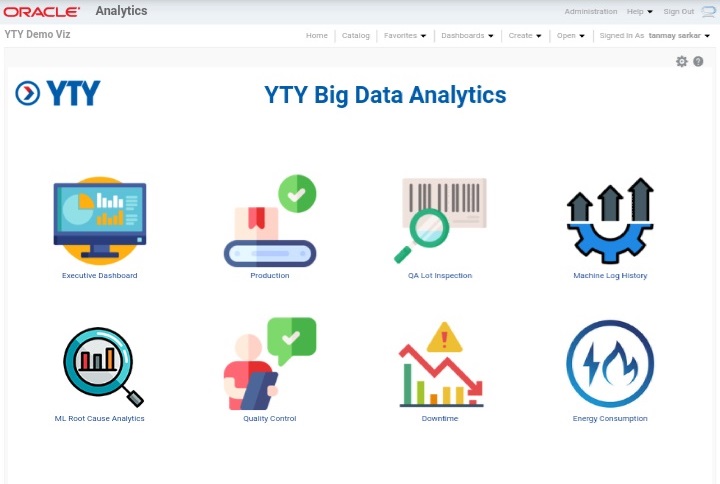 ORACLE Analytics Administration Help Sign Out
YTY Demo Viz Home Catalog Favorites Dashboards Create Open Signed In As tanmay sarkar
YTY YTY Big Data Analytics
Executive Dashboard Production QA Lot Inspection Machine Log History
ML Root Cause Analytics Quality Control Downtime Energy Consumption